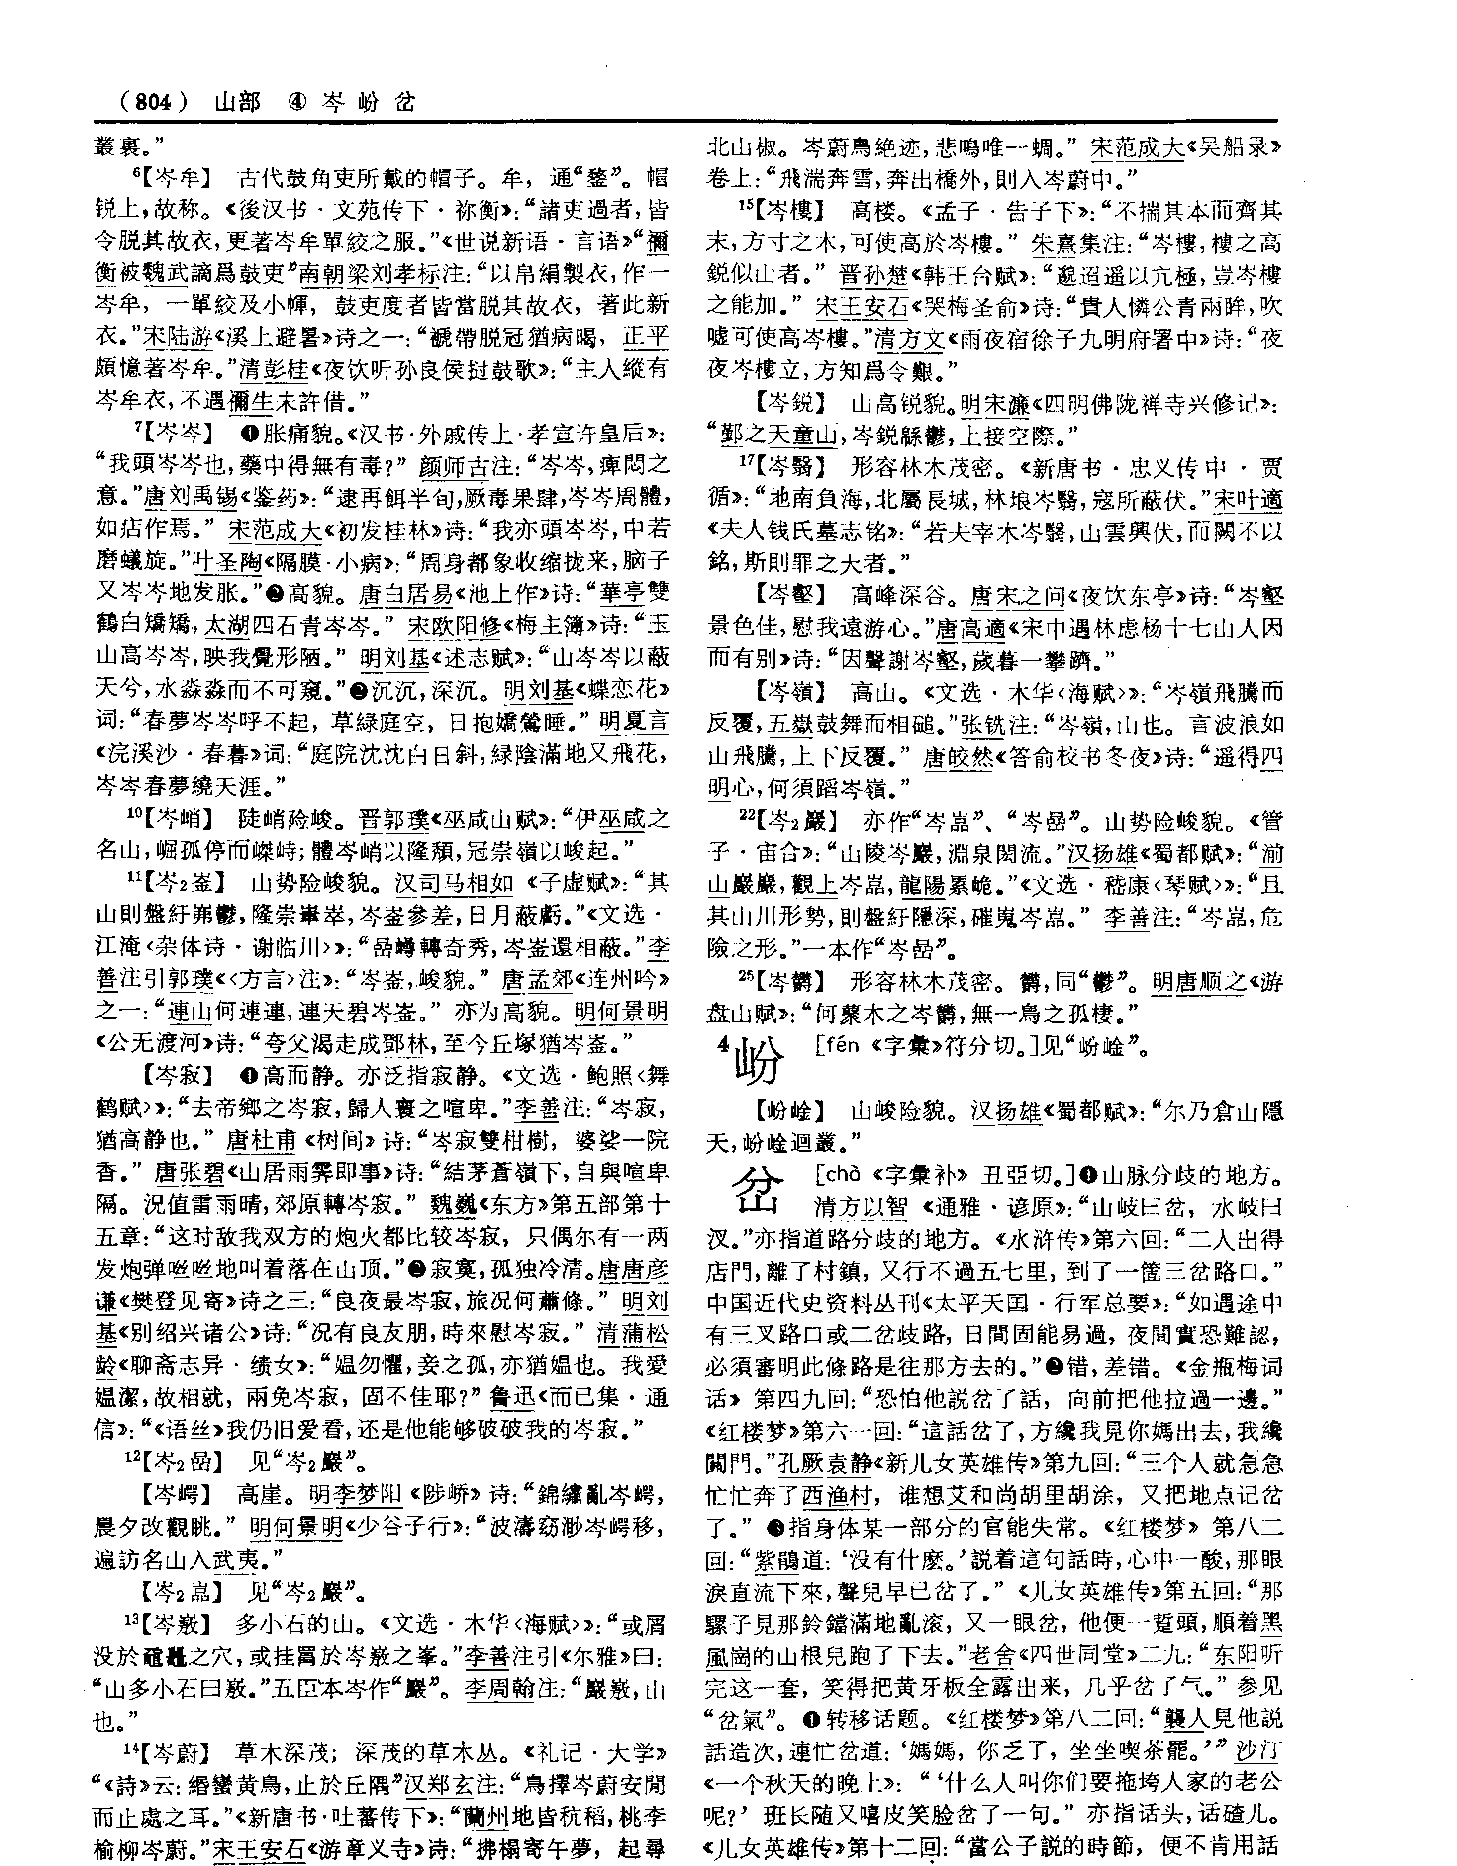 （804） 山部 ④ 岑 岎 岔
叢裏。”
⁶【岑牟】 古代鼓角吏所戴的帽子。牟，通“鍪”。帽
锐上，故称。《後汉书·文苑传下·祢衡》：“諸吏過者，皆
令脱其故衣，更著岑牟單絞之服。”《世说新语·言语》“禰
衡被魏武謫爲鼓吏”南朝梁刘孝标注：“以帛絹製衣，作一
岑牟，一單絞及小㡓，鼓吏度者皆當脱其故衣，著此新
衣。”宋陆游《溪上避暑》诗之一：“褫帶脱冠猶病暍，正平
頗憶著岑牟。”清彭桂《夜饮听孙良侯挝鼓歌》：“主人縱有
岑牟衣，不遇禰生未許借。”
⁷【岑岑】 ❶胀痛貌。《汉书·外戚传上·孝宣许皇后》：
“我頭岑岑也，藥中得無有毒？”颜师古注：“岑岑，痺悶之
意。”唐刘禹锡《鉴药》：“逮再餌半旬，厥毒果肆，岑岑周體，
如痁作焉。”宋范成大《初发桂林》诗：“我亦頭岑岑，中若
磨蟻旋。”叶圣陶《隔膜·小病》：“周身都象收缩拢来，脑子
又岑岑地发胀。”❷高貌。唐白居易《池上作》诗：“華亭雙
鶴白矯矯，太湖四石青岑岑。”宋欧阳修《梅主簿》诗：“玉
山高岑岑，映我覺形陋。”明刘基《述志赋》：“山岑岑以蔽
天兮，水淼淼而不可窺。”❸沉沉，深沉。明刘基《蝶恋花》
词：“春夢岑岑呼不起，草緑庭空，日抱嬌鶯睡。”明夏言
《浣溪沙·春暮》词：“庭院沈沈白日斜，緑陰滿地又飛花，
岑岑春夢繞天涯。”
¹⁰【岑峭】 陡峭险峻。晋郭璞《巫咸山赋》：“伊巫咸之
名山，崛孤停而嶸峙；體岑峭以隆頽，冠崇嶺以峻起。”
¹¹【岑₂崟】 山势险峻貌。汉司马相如《子虚赋》：“其
山則盤紆岪鬱，隆崇嵂崒，岑崟參差，日月蔽虧。”《文选·
江淹〈杂体诗·谢临川〉》：“嵒嶟轉奇秀，岑崟還相蔽。”李
善注引郭璞《〈方言〉注》：“岑崟，峻貌。”唐孟郊《连州吟》
之一：“連山何連連，連天碧岑崟。”亦为高貌。明何景明
《公无渡河》诗：“夸父渴走成鄧林，至今丘塚猶岑崟。”
【岑寂】 ❶高而静。亦泛指寂静。《文选·鲍照〈舞
鹤赋〉》：“去帝鄉之岑寂，歸人寰之喧卑。”李善注：“岑寂，
猶高静也。”唐杜甫《树间》诗：“岑寂雙柑樹，婆娑一院
香。”唐张碧《山居雨霁即事》诗：“結茅蒼嶺下，自與喧卑
隔。況值雷雨晴，郊原轉岑寂。”魏巍《东方》第五部第十
五章：“这时敌我双方的炮火都比较岑寂，只偶尔有一两
发炮弹咝咝地叫着落在山顶。”❷寂寞，孤独冷清。唐唐彦
谦《樊登见寄》诗之三：“良夜最岑寂，旅况何蕭條。”明刘
基《别绍兴诸公》诗：“况有良友朋，時來慰岑寂。”清蒲松
龄《聊斋志异·绩女》：“媪勿懼，妾之孤，亦猶媪也。我愛
媪潔，故相就，兩免岑寂，固不佳耶？”鲁迅《而已集·通
信》：“《语丝》我仍旧爱看，还是他能够破破我的岑寂。”
¹²【岑₂嵒】 见“岑₂巖”。
【岑崿】 高崖。明李梦阳《陟峤》诗：“錦繡亂岑崿，
晨夕改觀眺。”明何景明《少谷子行》：“波濤窈渺岑崿移，
遍訪名山入武夷。”
【岑₂嵓】 见“岑₂巖”。
¹³【岑嶅】 多小石的山。《文选·木华〈海赋〉》：“或屑
没於黿鼉之穴，或挂罥於岑嶅之峯。”李善注引《尔雅》曰：
“山多小石曰嶅。”五臣本岑作“巖”。李周翰注：“巖嶅，山
也。”
¹⁴【岑蔚】 草木深茂；深茂的草木丛。《礼记·大学》
“《詩》云：緡蠻黄鳥，止於丘隅”汉郑玄注：“鳥擇岑蔚安閒
而止處之耳。”《新唐书·吐蕃传下》：“蘭州地皆秔稻，桃李
榆柳岑蔚。”宋王安石《游章义寺》诗：“拂榻寄午夢，起尋
北山椒。岑蔚鳥絶迹，悲鳴唯一蜩。”宋范成大《吴船录》
卷上：“飛湍奔雪，奔出橋外，則入岑蔚中。”
¹⁵【岑樓】 高楼。《孟子·告子下》：“不揣其本而齊其
末，方寸之木，可使高於岑樓。”朱熹集注：“岑樓，樓之高
鋭似山者。”晋孙楚《韩王台赋》：“邈迢遥以亢極，豈岑樓
之能加。”宋王安石《哭梅圣俞》诗：“貴人憐公青兩眸，吹
嘘可使高岑樓。”清方文《雨夜宿徐子九明府署中》诗：“夜
夜岑樓立，方知爲令艱。”
【岑鋭】 山高锐貌。明宋濂《四明佛陇禅寺兴修记》：
“鄞之天童山，岑鋭繇鬱，上接空際。”
¹⁷【岑翳】 形容林木茂密。《新唐书·忠义传中·贾
循》：“地南負海，北屬長城，林埌岑翳，寇所蔽伏。”宋叶適
《夫人钱氏墓志铭》：“若夫宰木岑翳，山雲興伏，而闕不以
銘，斯則罪之大者。”
【岑壑】 高峰深谷。唐宋之问《夜饮东亭》诗：“岑壑
景色佳，慰我遠游心。”唐高適《宋中遇林虑杨十七山人因
而有别》诗：“因聲謝岑壑，歲暮一攀躋。”
【岑嶺】 高山。《文选·木华〈海赋〉》：“岑嶺飛騰而
反覆，五嶽鼓舞而相磓。”张铣注：“岑嶺，山也。言波浪如
山飛騰，上下反覆。”唐皎然《答俞校书冬夜》诗：“遥得四
明心，何須蹈岑嶺。”
²²【岑₂巖】 亦作“岑嵓”、“岑嵒”。山势险峻貌。《管
子·宙合》：“山陵岑巖，淵泉閎流。”汉扬雄《蜀都赋》：“湔
山巖巖，觀上岑嵓，龍陽累峗。”《文选·嵇康〈琴赋〉》：“且
其山川形勢，則盤紆隱深，磪嵬岑嵓。”李善注：“岑嵓，危
險之形。”一本作“岑嵒”。
²⁵【岑欝】 形容林木茂密。欝，同“鬱”。明唐顺之《游
盘山赋》：“何藂木之岑欝，無一鳥之孤棲。”
4岎 ［fén 《字彙》符分切。］见“岎崯”。
【岎崯】 山峻险貌。汉扬雄《蜀都赋》：“尔乃倉山隱
天，岎崯迴叢。”
岔 ［chà 《字彙补》丑亞切。］❶山脉分歧的地方。
清方以智《通雅·谚原》：“山岐曰岔，水岐曰
汊。”亦指道路分歧的地方。《水浒传》第六回：“二人出得
店門，離了村鎮，又行不過五七里，到了一箇三岔路口。”
中国近代史资料丛刊《太平天囯·行军总要》：“如遇途中
有三叉路口或二岔歧路，日間固能易過，夜間實恐難認，
必須審明此條路是往那方去的。”❷错，差错。《金瓶梅词
话》第四九回：“恐怕他説岔了話，向前把他拉過一邊。”
《红楼梦》第六一回：“這話岔了，方纔我見你媽出去，我纔
關門。”孔厥袁静《新儿女英雄传》第九回：“三个人就急急
忙忙奔了西渔村，谁想艾和尚胡里胡涂，又把地点记岔
了。”❸指身体某一部分的官能失常。《红楼梦》第八二
回：“紫鵑道：‘没有什麽。’説着這句話時，心中一酸，那眼
淚直流下來，聲兒早已岔了。”《儿女英雄传》第五回：“那
騾子見那鈴鐺滿地亂滚，又一眼岔，他便一踅頭，順着黑
風崗的山根兒跑了下去。”老舍《四世同堂》二九：“东阳听
完这一套，笑得把黄牙板全露出来，几乎岔了气。”参见
“岔氣”。❹转移话题。《红楼梦》第八二回：“襲人見他説
話造次，連忙岔道：‘媽媽，你乏了，坐坐喫茶罷。’”沙汀
《一个秋天的晚上》：“‘什么人叫你们要拖垮人家的老公
呢？’班长随又嘻皮笑脸岔了一句。”亦指话头，话碴儿。
《儿女英雄传》第十二回：“當公子説的時節，便不肯用話